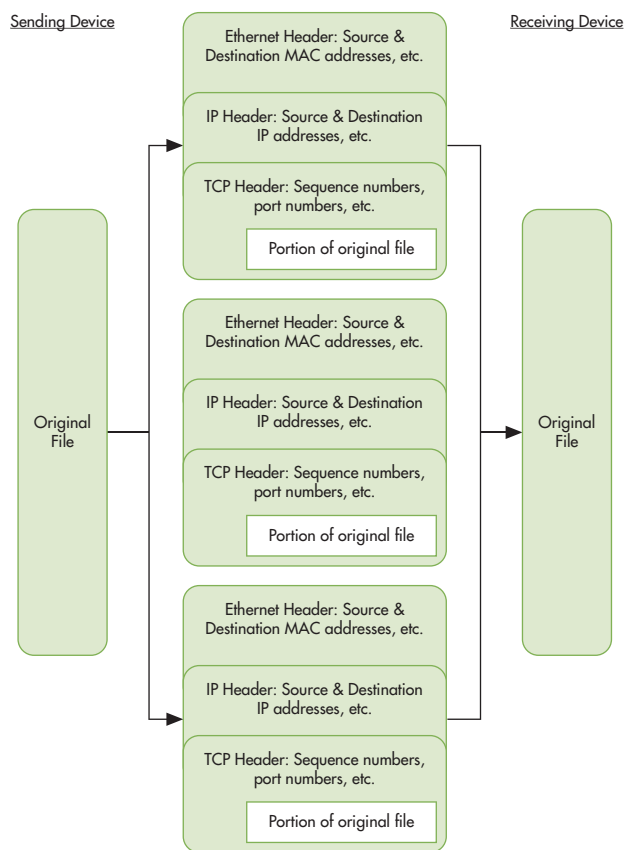 Sending Device
Receiving Device
Ethernet Header: Source &
Destination MAC addresses, etc.
IP Header: Source & Destination
IP addresses, etc.
TCP Header: Sequence numbers,
port numbers, etc.
Portion of original file
Original
File
Ethernet Header: Source &
Destination MAC addresses, etc.
IP Header: Source & Destination
IP addresses, etc.
TCP Header: Sequence numbers,
port numbers, etc.
Portion of original file
Original
File
Ethernet Header: Source &
Destination MAC addresses, etc.
IP Header: Source & Destination
IP addresses, etc.
TCP Header: Sequence numbers,
port numbers, etc.
Portion of original file